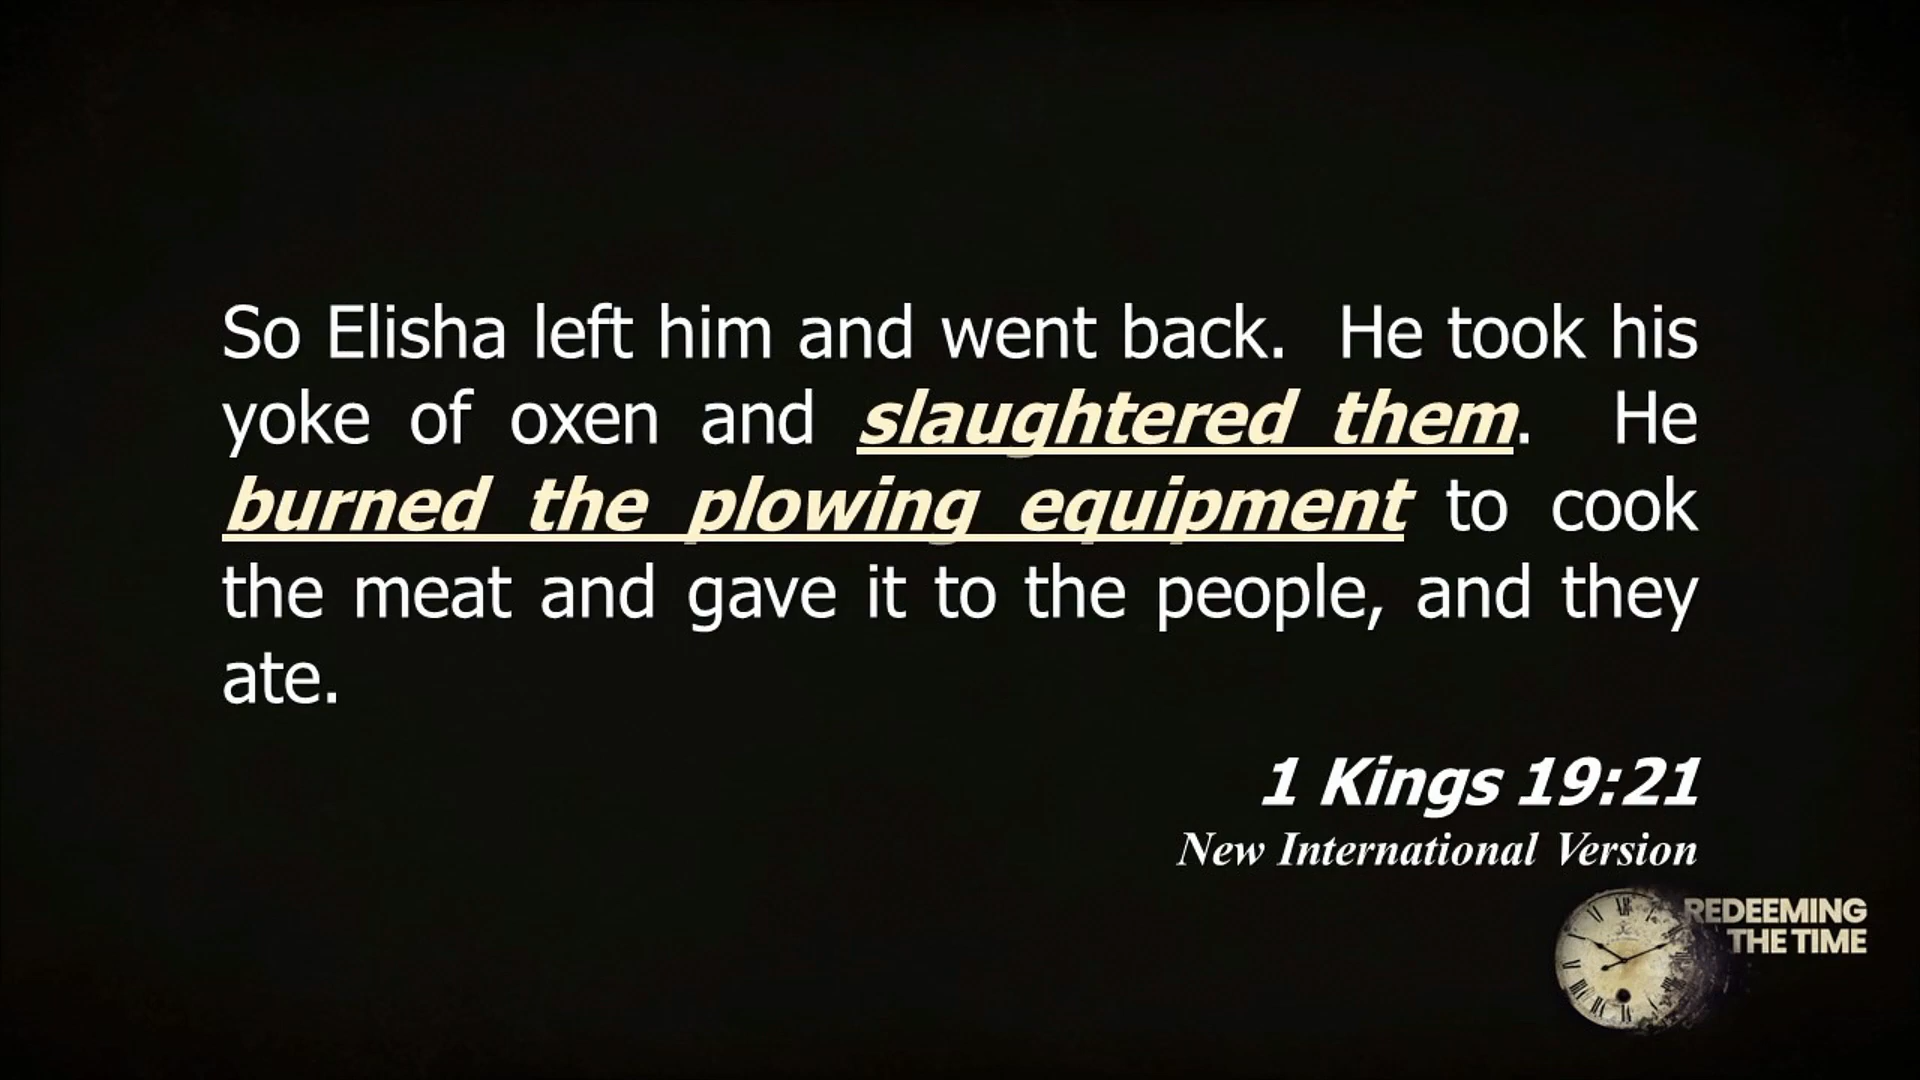 So Elisha left him and went back.  He took his
yoke of oxen and slaughtered them.  He
burned the plowing equipment to cook
the meat and gave it to the people, and they
ate.
1 Kings 19:21
New International Version
REDEEMING
THE TIME